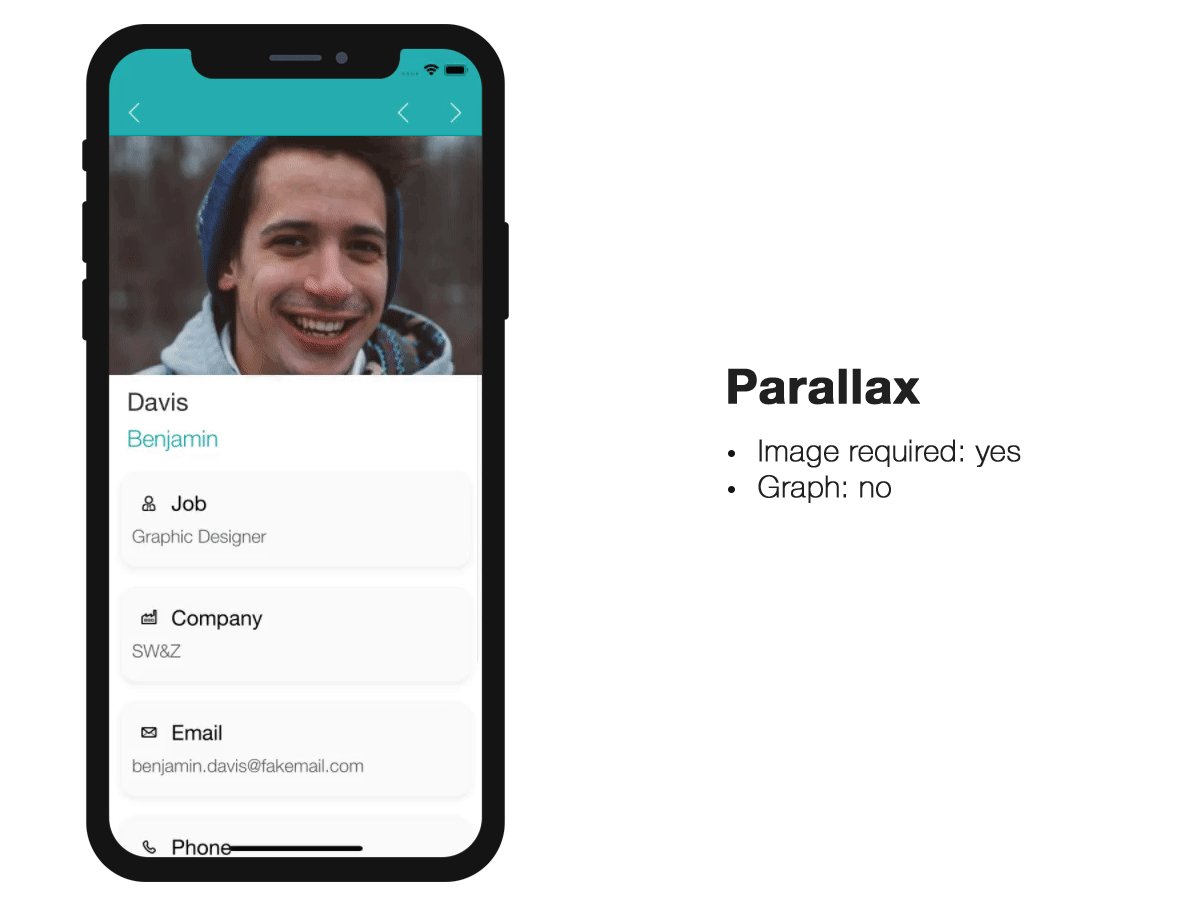 Davis
Benjamin
Job
Graphic Designer
Company
SW&Z
Email
benjamin.davis@fakemail.com
Phone
Parallax
• Image required: yes
• Graph: no